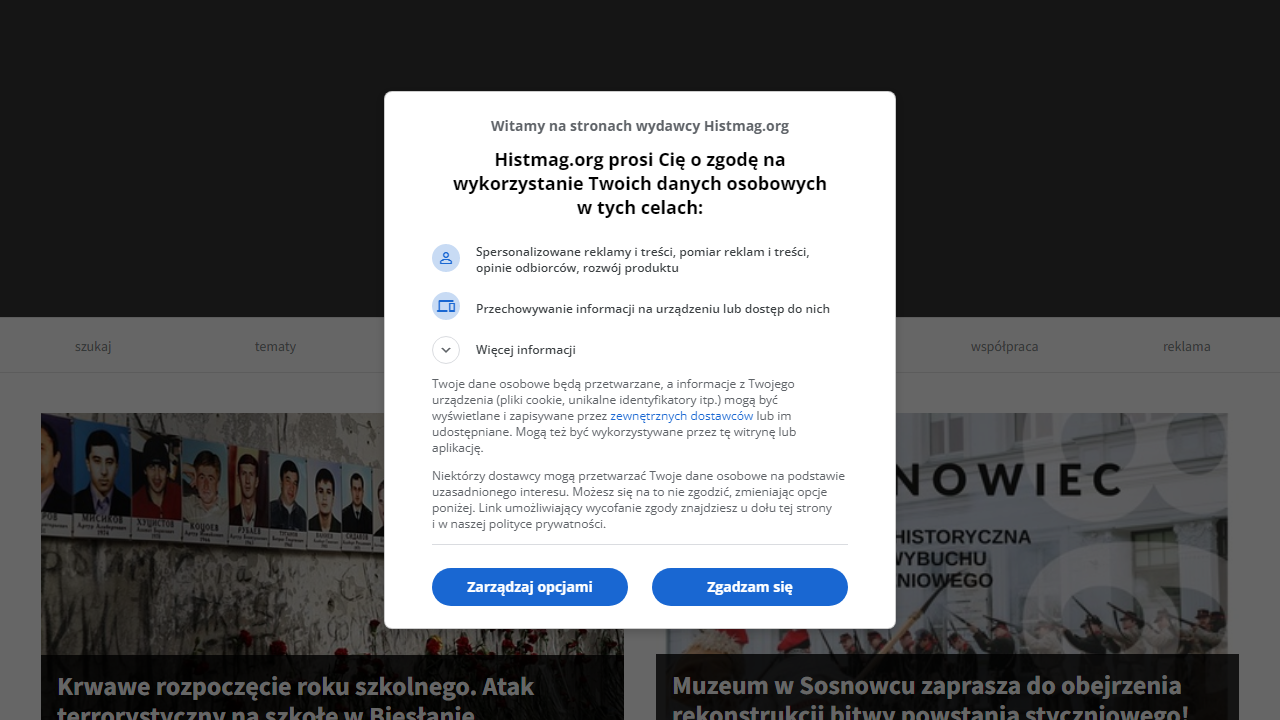 Witamy na stronach wydawcy Histmag.org
Histmag.org prosi Cię o zgodę na
wykorzystanie Twoich danych osobowych
w tych celach:
Spersonalizowane reklamy i treści, pomiar reklam i treści,
opinie odbiorców, rozwój produktu
Przechowywanie informacji na urządzeniu lub dostęp do nich
Więcej informacji
Twoje dane osobowe będą przetwarzane, a informacje z Twojego
urządzenia (pliki cookie, unikalne identyfikatory itp.) mogą być
wyświetlane i zapisywane przez zewnętrznych dostawców lub im
udostępniane. Mogą też być wykorzystywane przez tę witrynę lub
aplikację.
Niektórzy dostawcy mogą przetwarzać Twoje dane osobowe na podstawie
uzasadnionego interesu. Możesz się na to nie zgodzić, zmieniając opcje
poniżej. Link umożliwiający wycofanie zgody znajdziesz u dołu tej strony
i w naszej polityce prywatności.
Zarządzaj opcjami
Zgadzam się
szukaj
tematy
współpraca
reklama
МИСИКОВ
ХУЦИСТОВ
КОЦОЕВ
РУБАЕВ
NOWIEC
HISTORYCZNA
WYBUCHU
ZNIOWEGO
Krwawe rozpoczęcie roku szkolnego. Atak
terrorystyczny na szkołę w Biesłanie
Muzeum w Sosnowcu zaprasza do obejrzenia
rekonstrukcji bitwy powstania styczniowego!